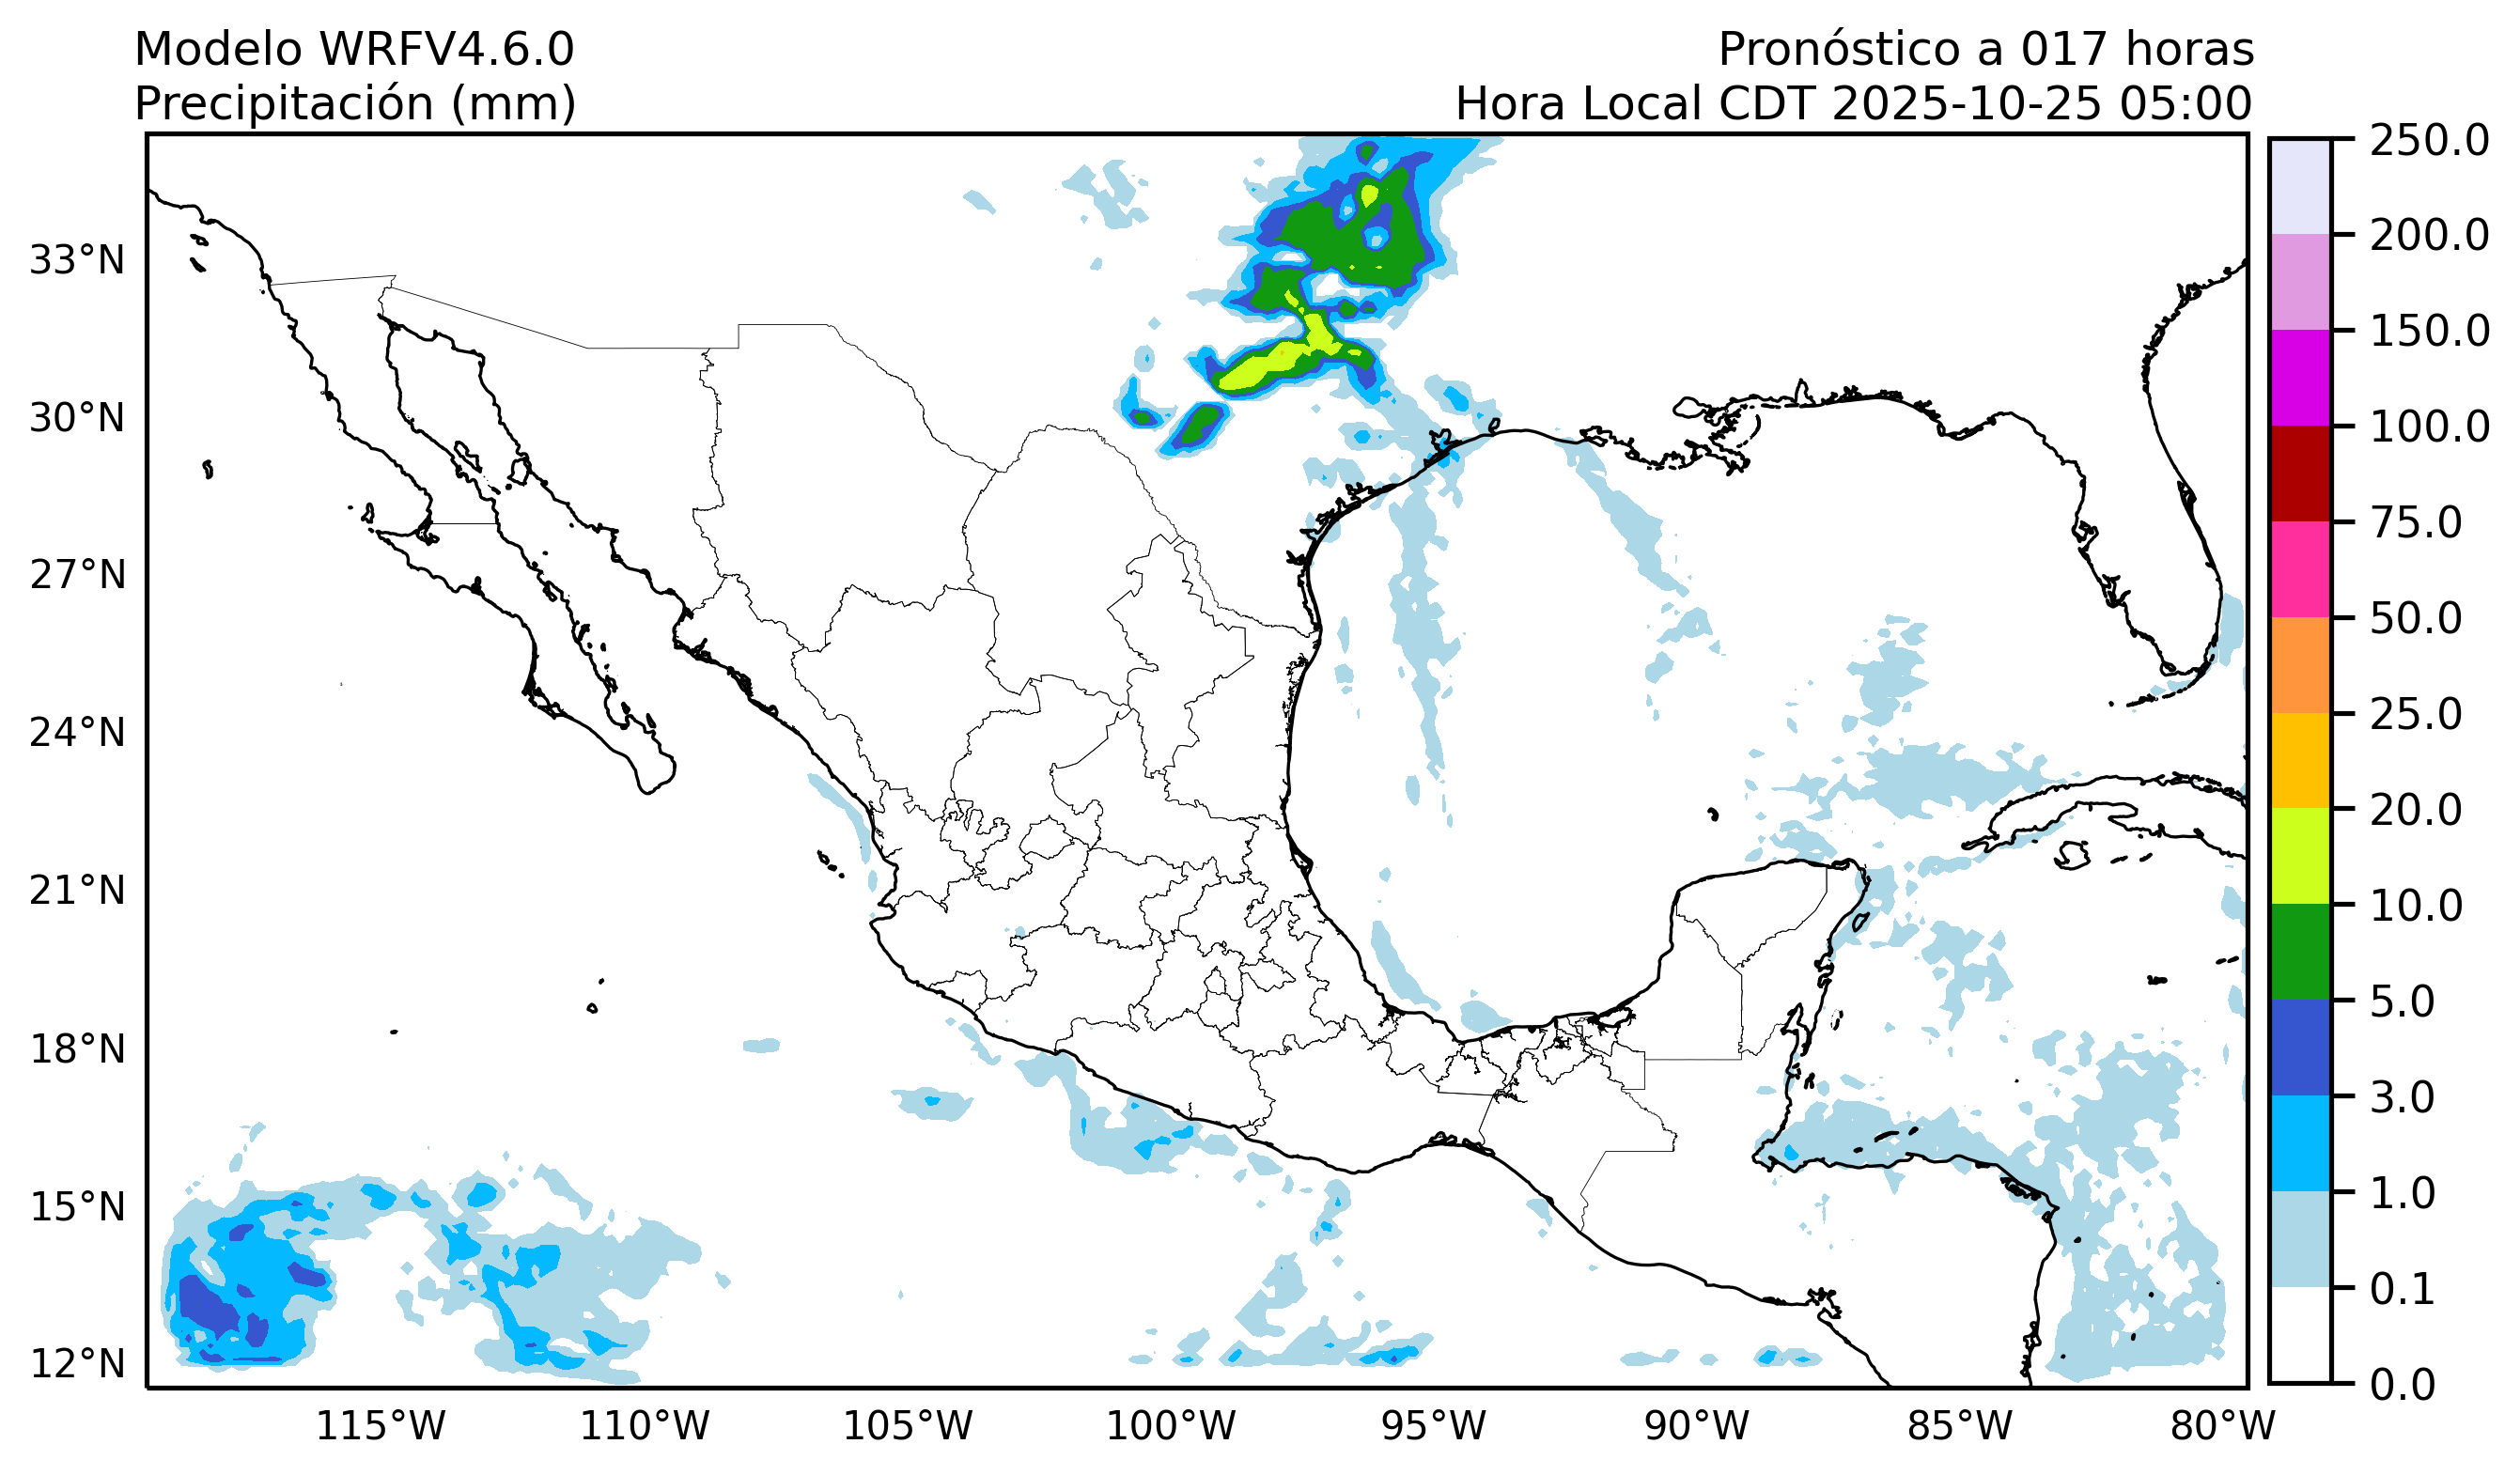 Modelo WRFV4.6.0
Precipitación (mm)
Pronóstico a 017 horas
Hora Local CDT 2025-10-25 05:00
33°N
30°N
27°N
24°N
21°N
18°N
15°N
12°N
115°W
110°W
105°W
100°W
95°W
90°W
85°W
80°W
250.0
200.0
150.0
100.0
75.0
50.0
25.0
20.0
10.0
5.0
3.0
1.0
0.1
0.0